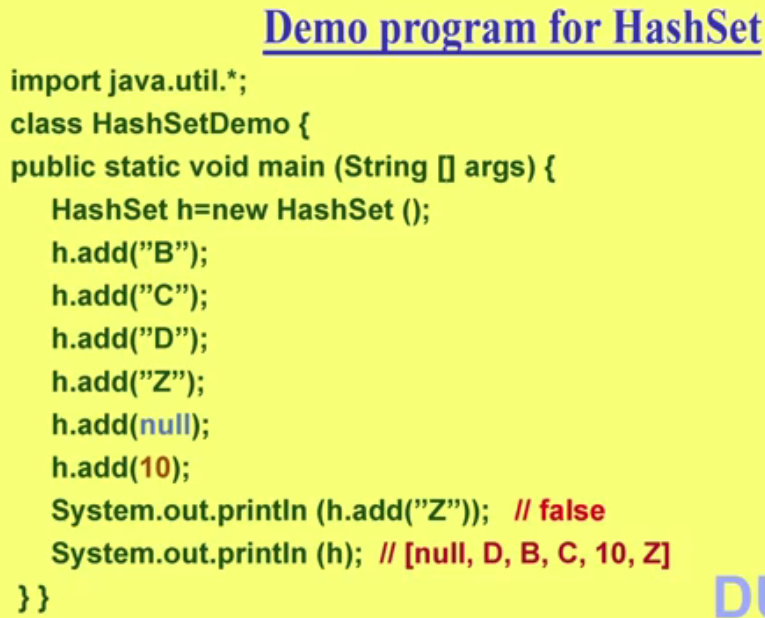 Demo program for HashSet
import java.util.*;
class HashSetDemo {
public static void main (String [] args) {
HashSet h=new HashSet ();
h.add(”B”);
h.add(”C”);
h.add(”D”);
h.add(”Z”);
h.add(null);
h.add(10);
System.out.println (h.add(”Z”)); // false
System.out.println (h); // [null, D, B, C, 10, Z]
} }